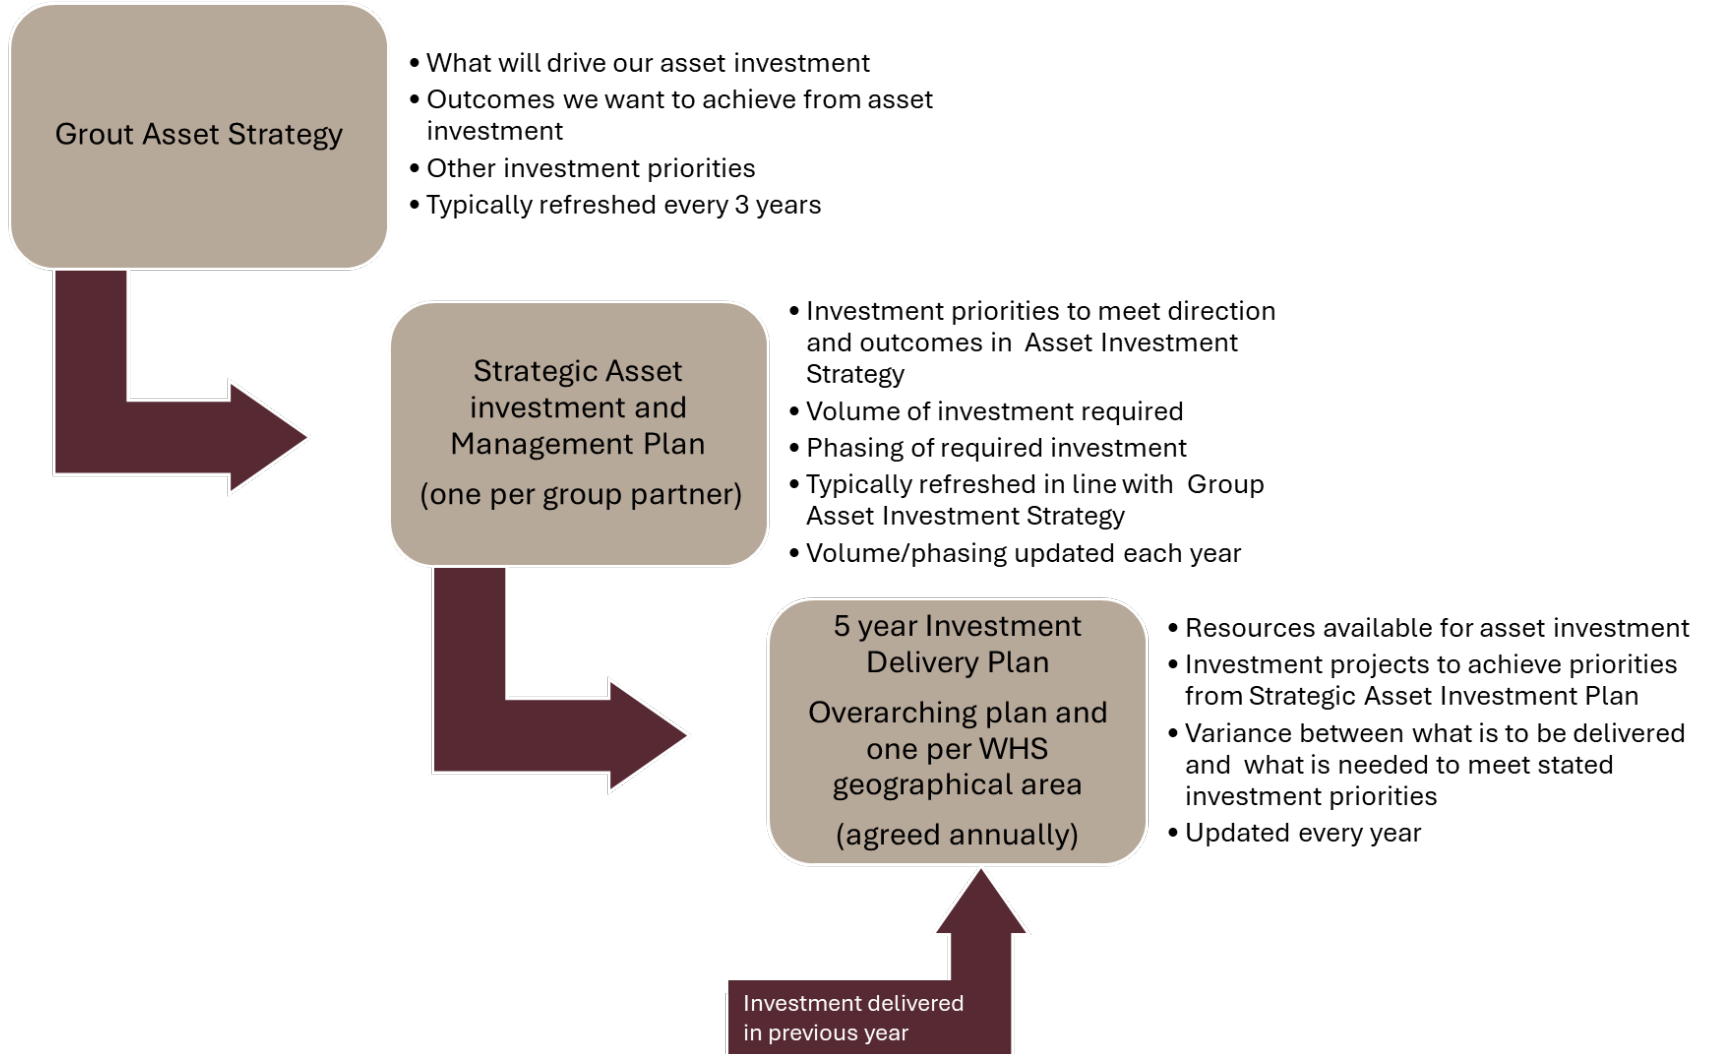 Grout Asset Strategy
• What will drive our asset investment
• Outcomes we want to achieve from asset
investment
• Other investment priorities
• Typically refreshed every 3 years
Strategic Asset
investment and
Management Plan
(one per group partner)
• Investment priorities to meet direction
and outcomes in Asset Investment
Strategy
• Volume of investment required
• Phasing of required investment
• Typically refreshed in line with Group
Asset Investment Strategy
• Volume/phasing updated each year
5 year Investment
Delivery Plan
Overarching plan and
one per WHS
geographical area
(agreed annually)
• Resources available for asset investment
• Investment projects to achieve priorities
from Strategic Asset Investment Plan
• Variance between what is to be delivered
and what is needed to meet stated
investment priorities
• Updated every year
Investment delivered
in previous year